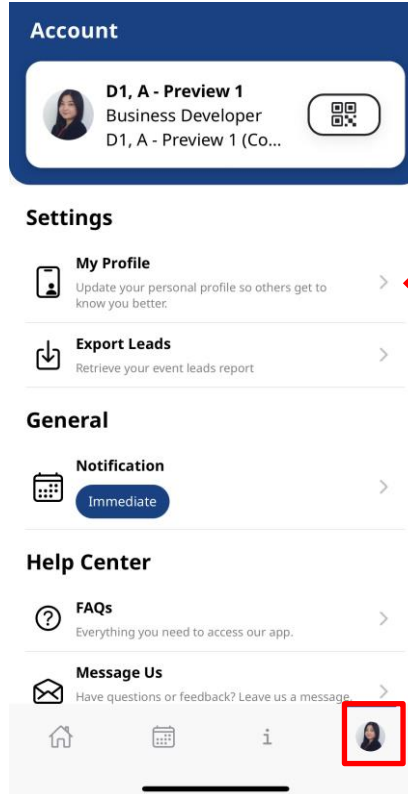 Account
D1, A - Preview 1
Business Developer
D1, A - Preview 1 (Co...
Settings
My Profile
Update your personal profile so others get to
know you better.
Export Leads
Retrieve your event leads report
General
Notification
Immediate
Help Center
FAQs
Everything you need to access our app.
Message Us
Have questions or feedback? Leave us a message.